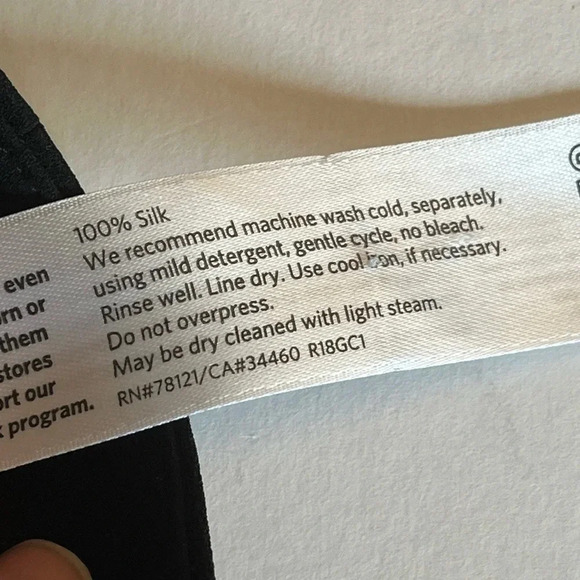 100% Silk
We recommend machine wash cold, separately,
using mild detergent, gentle cycle, no bleach.
Rinse well. Line dry. Use cool iron, if necessary.
Do not overpress.
May be dry cleaned with light steam.
RN#78121/CA#34460 R18GC1
even
rn or
them
stores
ort our
program.